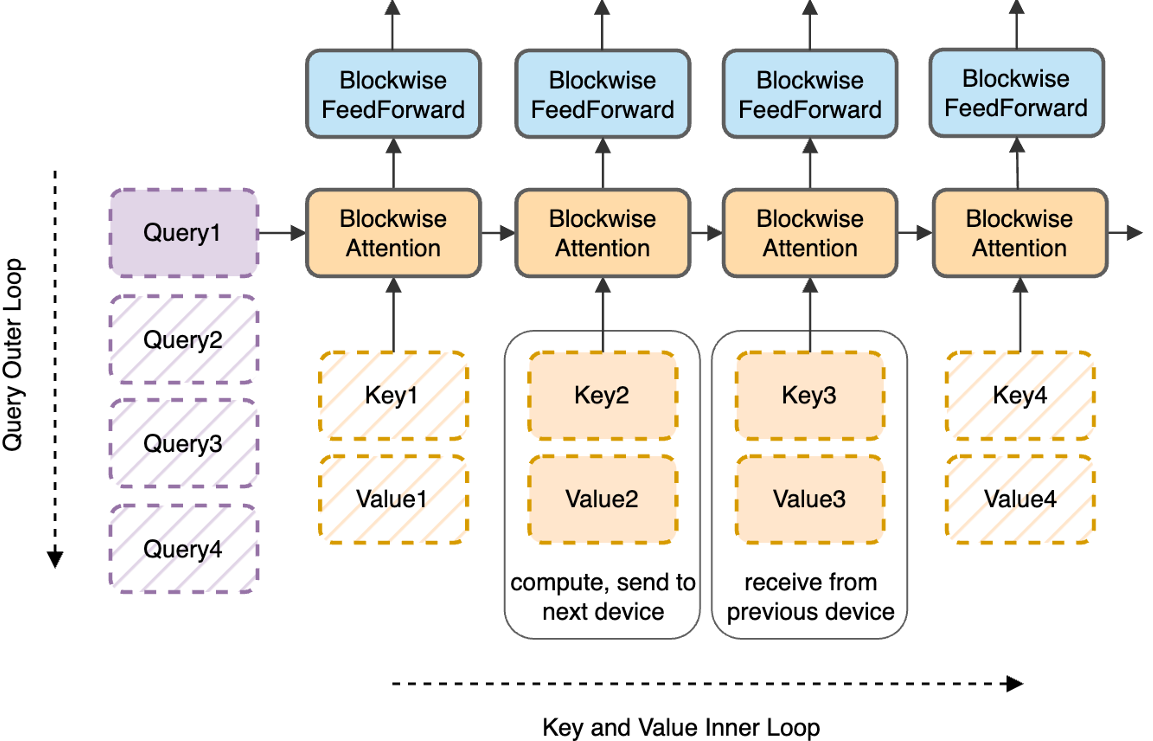 Blockwise
FeedForward
Blockwise
FeedForward
Blockwise
FeedForward
Blockwise
FeedForward
Query Outer Loop
Query1
Blockwise
Attention
Blockwise
Attention
Blockwise
Attention
Blockwise
Attention
Query2
Query3
Query4
Key1
Value1
Key2
Value2
compute, send to
next device
Key3
Value3
receive from
previous device
Key4
Value4
Key and Value Inner Loop